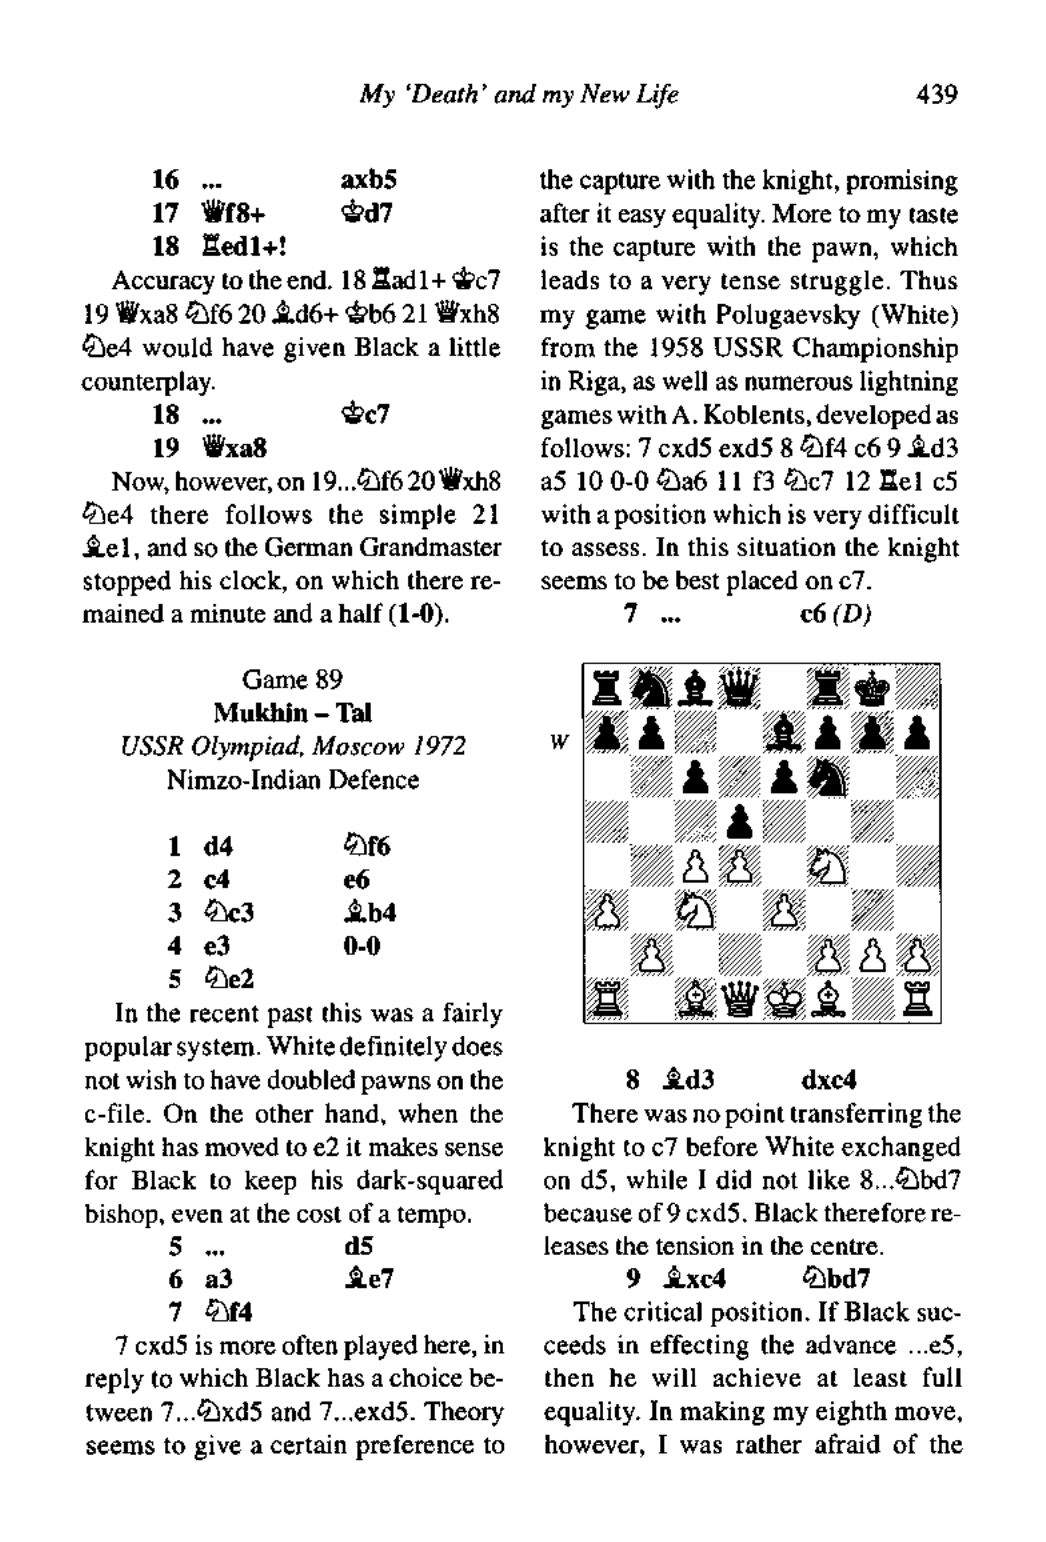 My ‘Death’ and my New Life 439
16 ... axb5
17 ♕f8+ ♔d7
18 ♖ed1+!
Accuracy to the end. 18 ♖ad1+ ♔c7
19 ♕xa8 ♘f6 20 ♗d6+ ♔b6 21 ♕xh8
♘e4 would have given Black a little
counterplay.
18 ... ♔c7
19 ♕xa8
Now, however, on 19...♘f6 20 ♕xh8
♘e4 there follows the simple 21
♗e1, and so the German Grandmaster
stopped his clock, on which there re-
mained a minute and a half (1-0).
Game 89
Mukhin – Tal
USSR Olympiad, Moscow 1972
Nimzo-Indian Defence
1 d4 ♘f6
2 c4 e6
3 ♘c3 ♗b4
4 e3 0-0
5 ♘e2
In the recent past this was a fairly
popular system. White definitely does
not wish to have doubled pawns on the
c-file. On the other hand, when the
knight has moved to e2 it makes sense
for Black to keep his dark-squared
bishop, even at the cost of a tempo.
5 ... d5
6 a3 ♗e7
7 ♘f4
7 cxd5 is more often played here, in
reply to which Black has a choice be-
tween 7...♘xd5 and 7...exd5. Theory
seems to give a certain preference to
the capture with the knight, promising
after it easy equality. More to my taste
is the capture with the pawn, which
leads to a very tense struggle. Thus
my game with Polugaevsky (White)
from the 1958 USSR Championship
in Riga, as well as numerous lightning
games with A. Koblents, developed as
follows: 7 cxd5 exd5 8 ♘f4 c6 9 ♗d3
a5 10 0-0 ♘a6 11 f3 ♘c7 12 ♖e1 c5
with a position which is very difficult
to assess. In this situation the knight
seems to be best placed on c7.
7 ... c6 (D)
W
8 ♗d3 dxc4
There was no point transferring the
knight to c7 before White exchanged
on d5, while I did not like 8...♘bd7
because of 9 cxd5. Black therefore re-
leases the tension in the centre.
9 ♗xc4 ♘bd7
The critical position. If Black suc-
ceeds in effecting the advance ...e5,
then he will achieve at least full
equality. In making my eighth move,
however, I was rather afraid of the